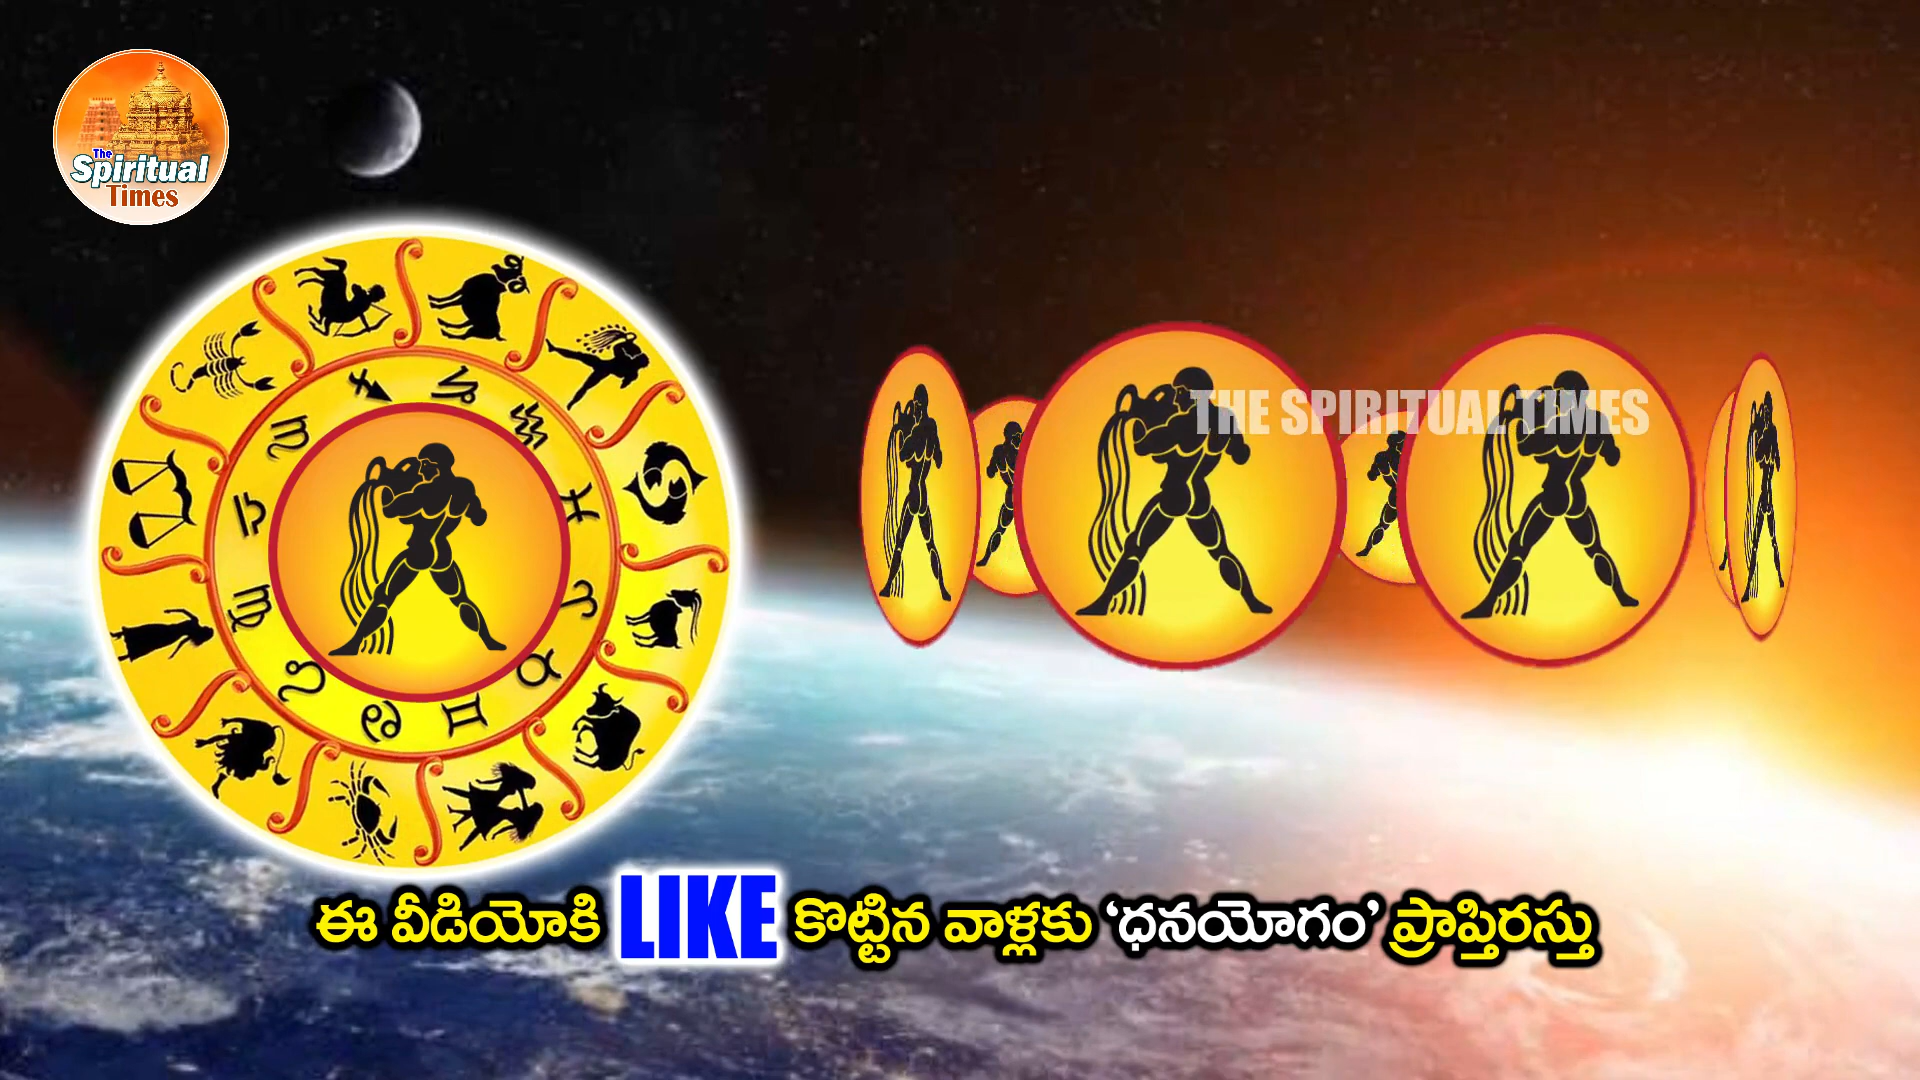 The
Spiritual
Times
THE SPIRITUAL TIMES
ఈ వీడియోకి LIKE కొట్టిన వాళ్లకు ‘ధనయోగం’ ప్రాప్తిరస్తు